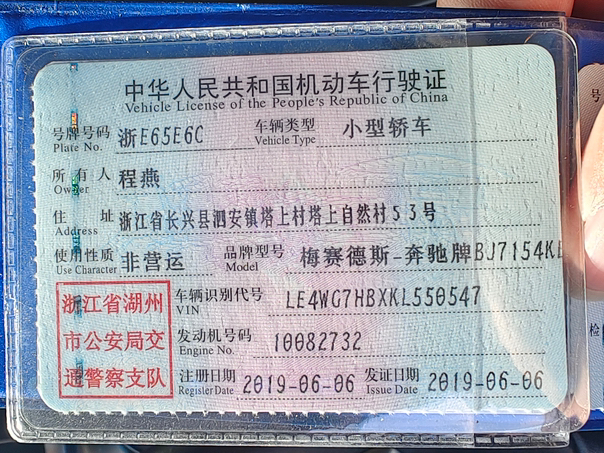 中华人民共和国机动车行驶证
Vehicle License of the People's Republic of China
号牌号码 浙E65E6C 车辆类型 小型轿车
Plate No. Vehicle Type
所有人 程燕
Owner
住址 浙江省长兴县泗安镇塔上村塔上自然村53号
Address
使用性质 非营运 品牌型号 梅赛德斯-奔驰牌BJ7154K
Use Character Model
浙江省湖州
市公安局交
通警察支队
车辆识别代号 LE4WG7HBXKL550547
VIN
发动机号码 10082732
Engine No.
注册日期 2019-06-06 发证日期 2019-06-06
Register Date Issue Date
号
检